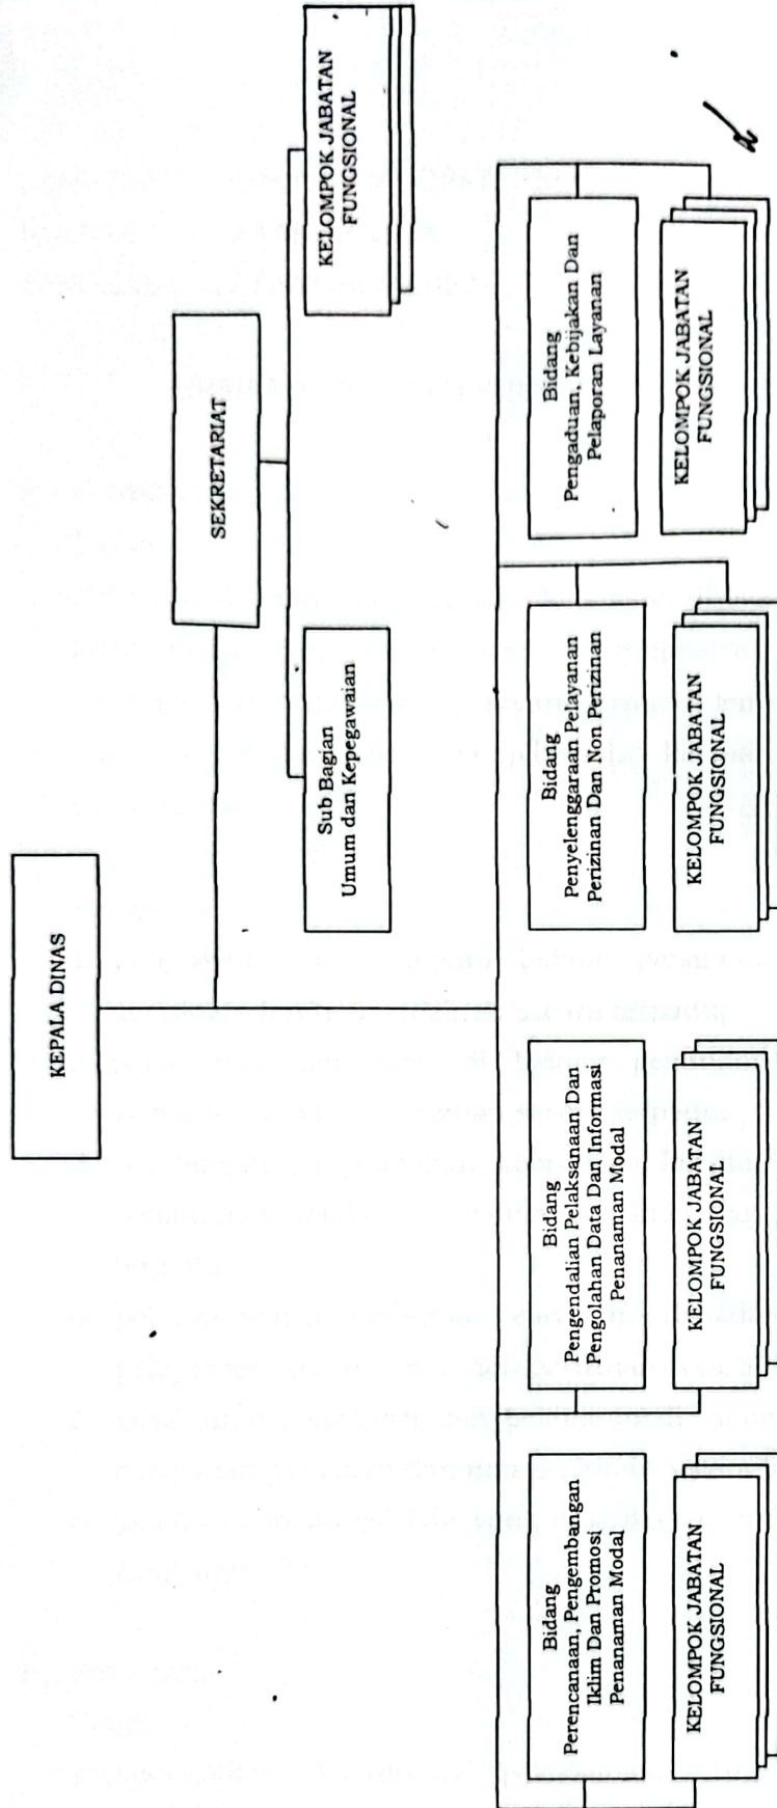 KEPALA DINAS
SEKRETARIAT
Sub Bagian
Umum dan Kepegawaian
KELOMPOK JABATAN
FUNGSIONAL
Bidang
Perencanaan, Pengembangan
Iklim Dan Promosi
Penanaman Modal
KELOMPOK JABATAN
FUNGSIONAL
Bidang
Pengendalian Pelaksanaan Dan
Pengolahan Data Dan Informasi
Penanaman Modal
KELOMPOK JABATAN
FUNGSIONAL
Bidang
Penyelenggaraan Pelayanan
Perizinan Dan Non Perizinan
KELOMPOK JABATAN
FUNGSIONAL
Bidang
Pengaduan, Kebijakan Dan
Pelaporan Layanan
KELOMPOK JABATAN
FUNGSIONAL